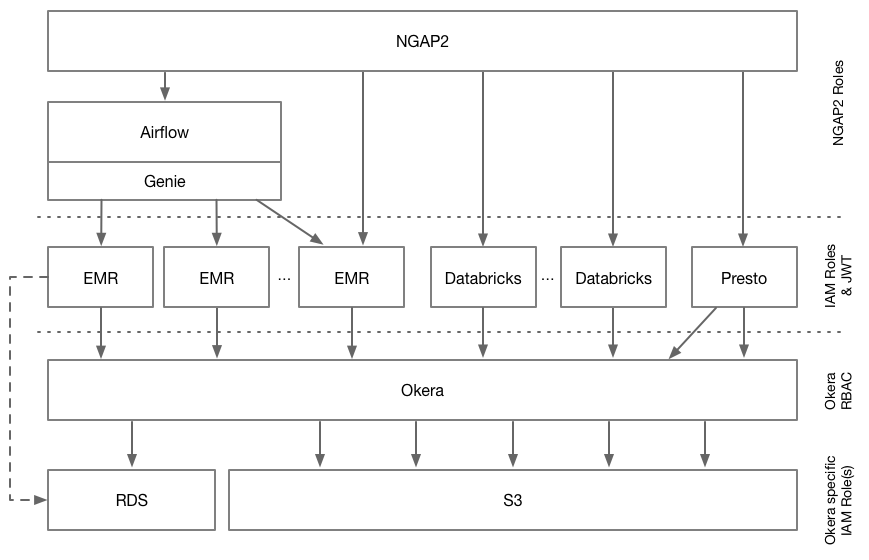 NGAP2
Airflow
Genie
NGAP2 Roles
EMR
EMR
...
EMR
Databricks
...
Databricks
Presto
IAM Roles
& JWT
Okera
Okera
RBAC
RDS
S3
Okera specific
IAM Role(s)